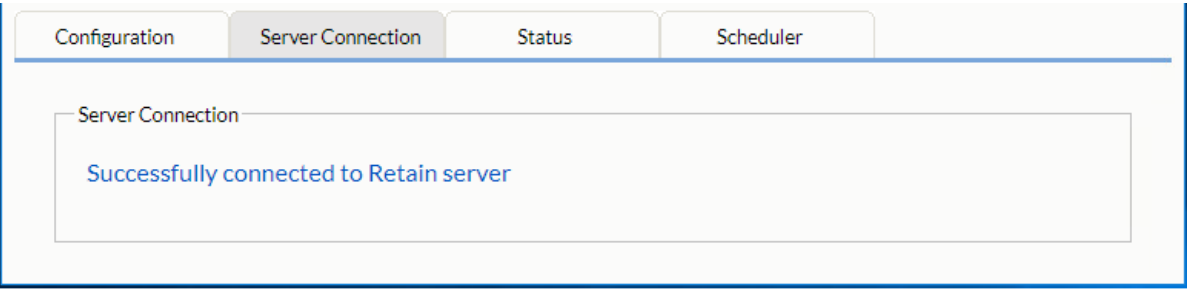 Configuration Server Connection Status Scheduler
Server Connection
Successfully connected to Retain server